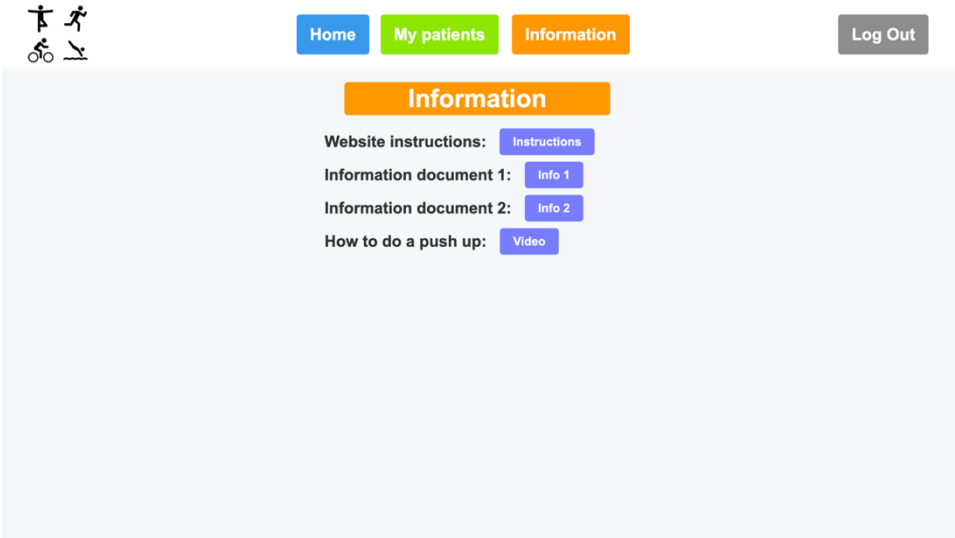 Home My patients Information Log Out
Information
Website instructions: Instructions
Information document 1: Info 1
Information document 2: Info 2
How to do a push up: Video